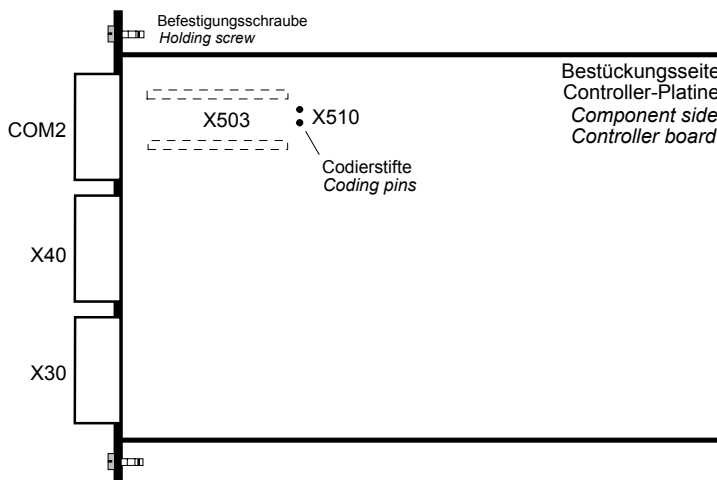 Befestigungsschraube
Holding screw
Bestückungsseite
Controller-Platine
Component side
Controller board
COM2
X503
X510
Codierstifte
Coding pins
X40
X30